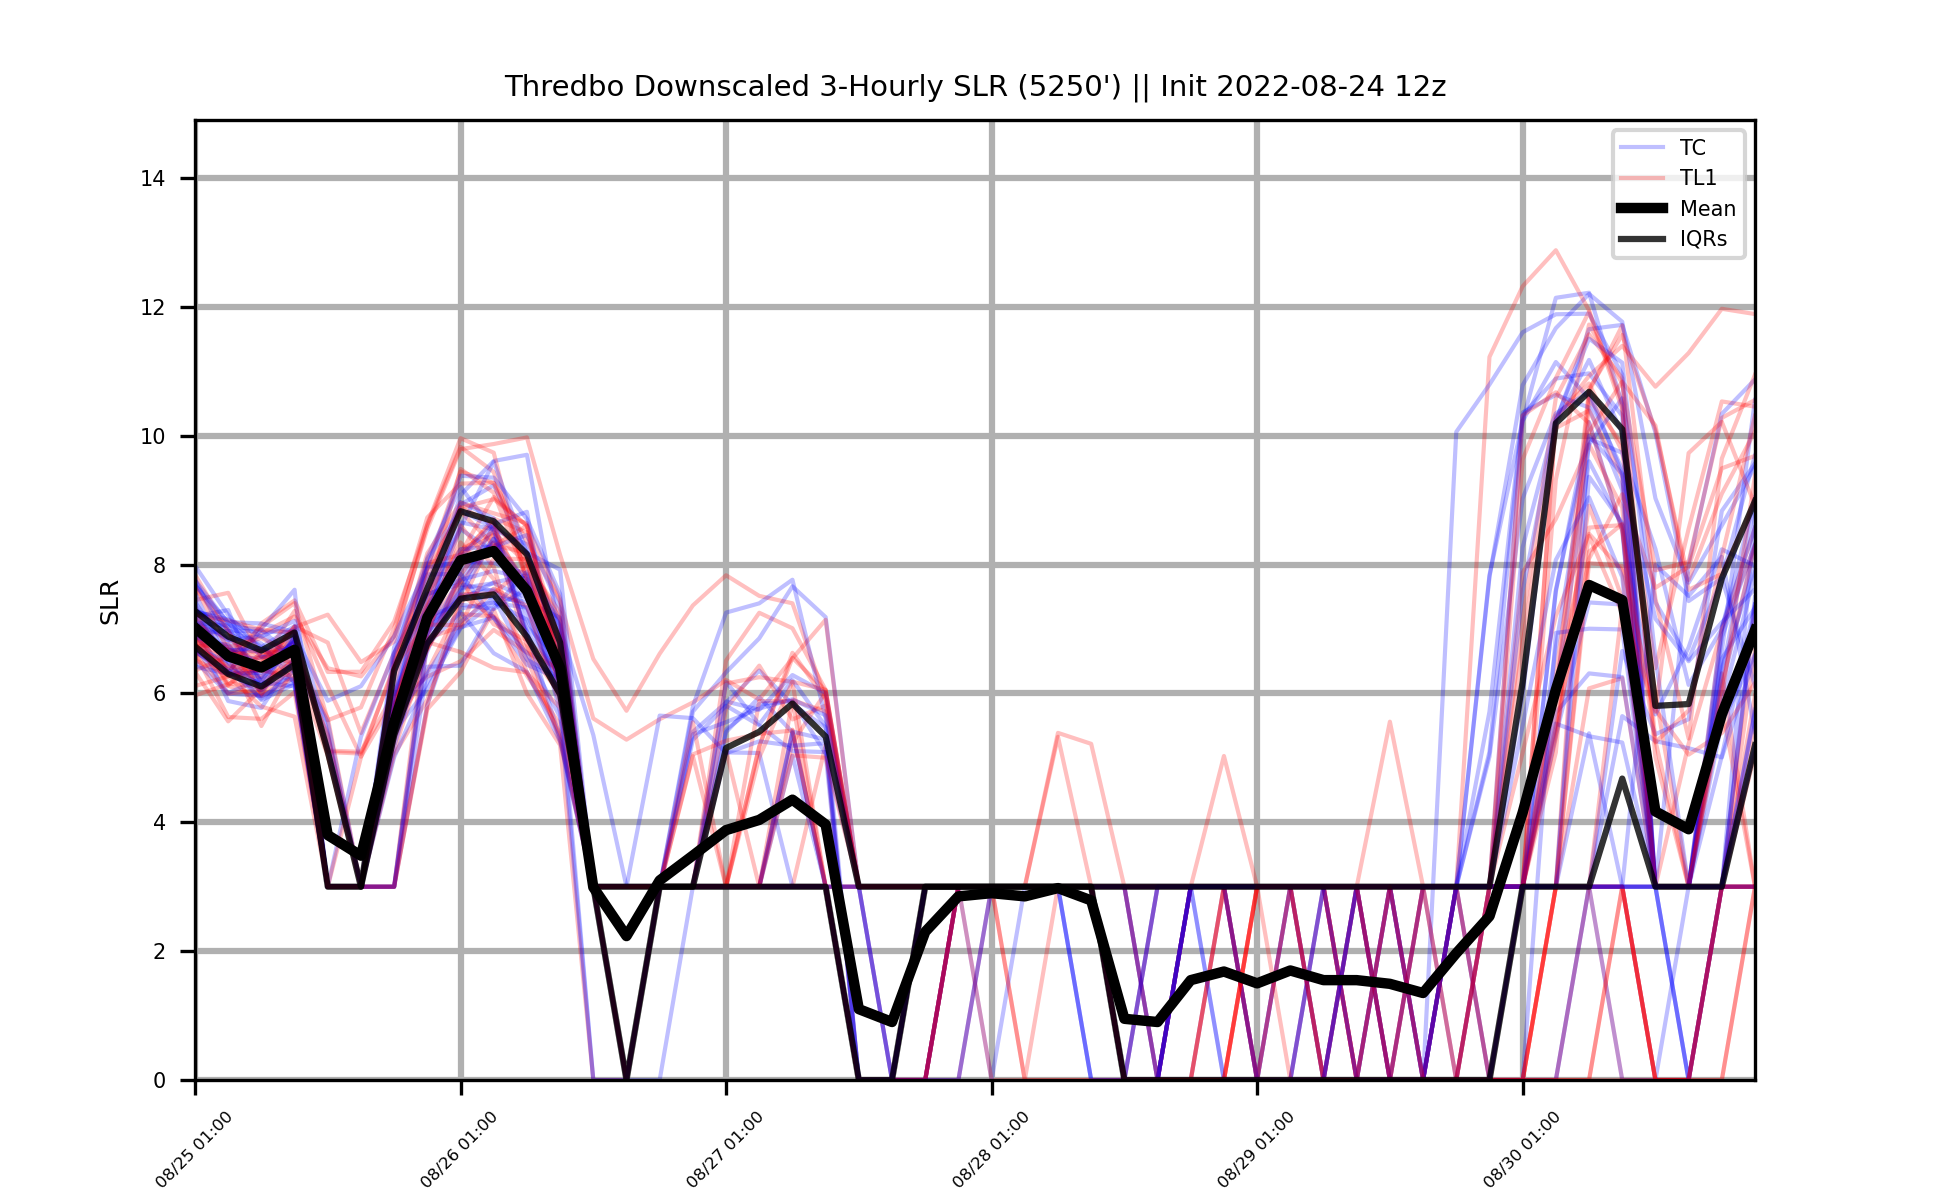 Thredbo Downscaled 3-Hourly SLR (5250') || Init 2022-08-24 12z
TC
TL1
Mean
IQRs
SLR
14
12
10
8
6
4
2
0
08/25 01:00
08/26 01:00
08/27 01:00
08/28 01:00
08/29 01:00
08/30 01:00